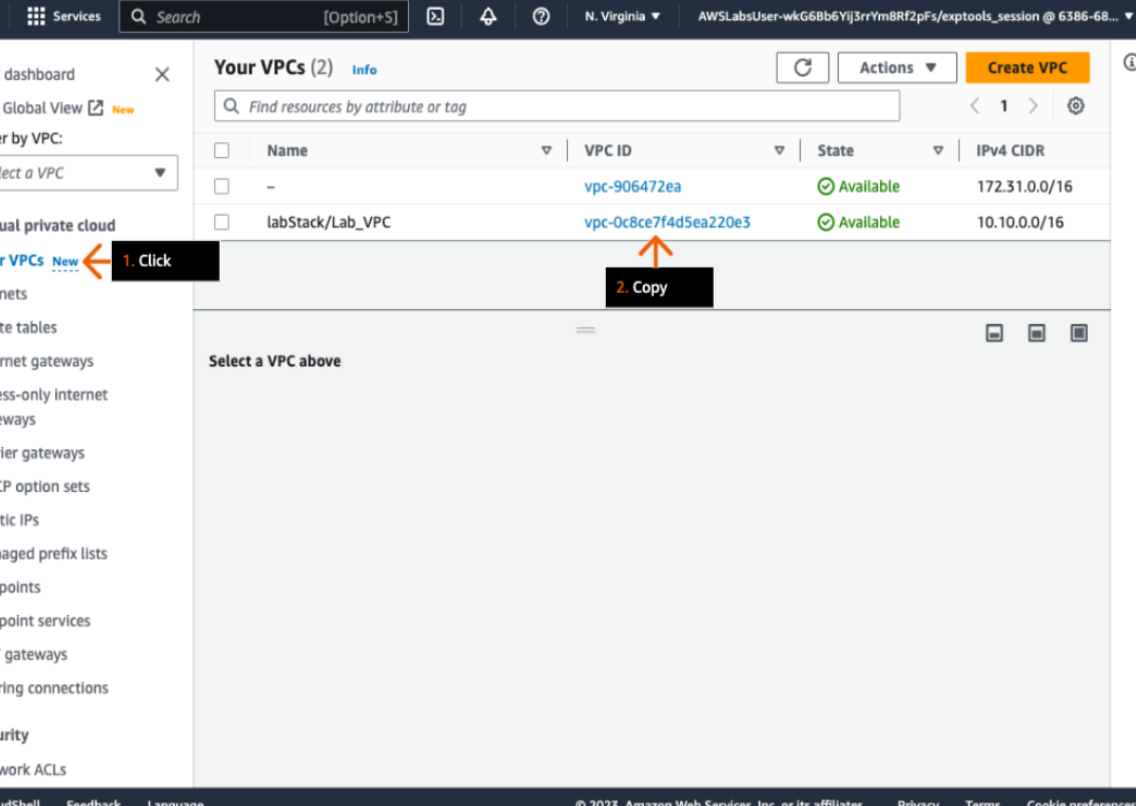 Services
Search [Option+S]
N. Virginia
AWSLabsUser-wkG6Bb6Yij3rrYm8Rf2pFs/exptools_session @ 6386-68...
dashboard
Global View New
er by VPC:
lect a VPC
ual private cloud
r VPCs New
nets
te tables
rnet gateways
ess-only internet
eways
rier gateways
CP option sets
tic IPs
naged prefix lists
points
point services
gateways
ring connections
urity
work ACLs
Your VPCs (2) Info
Actions
Create VPC
Find resources by attribute or tag
1
Name VPC ID State IPv4 CIDR
– vpc-906472ea Available 172.31.0.0/16
labStack/Lab_VPC vpc-0c8ce7f4d5ea220e3 Available 10.10.0.0/16
1. Click
2. Copy
Select a VPC above
udShell Feedback Language
© 2023, Amazon Web Services, Inc. or its affiliates. Privacy Terms Cookie preferences